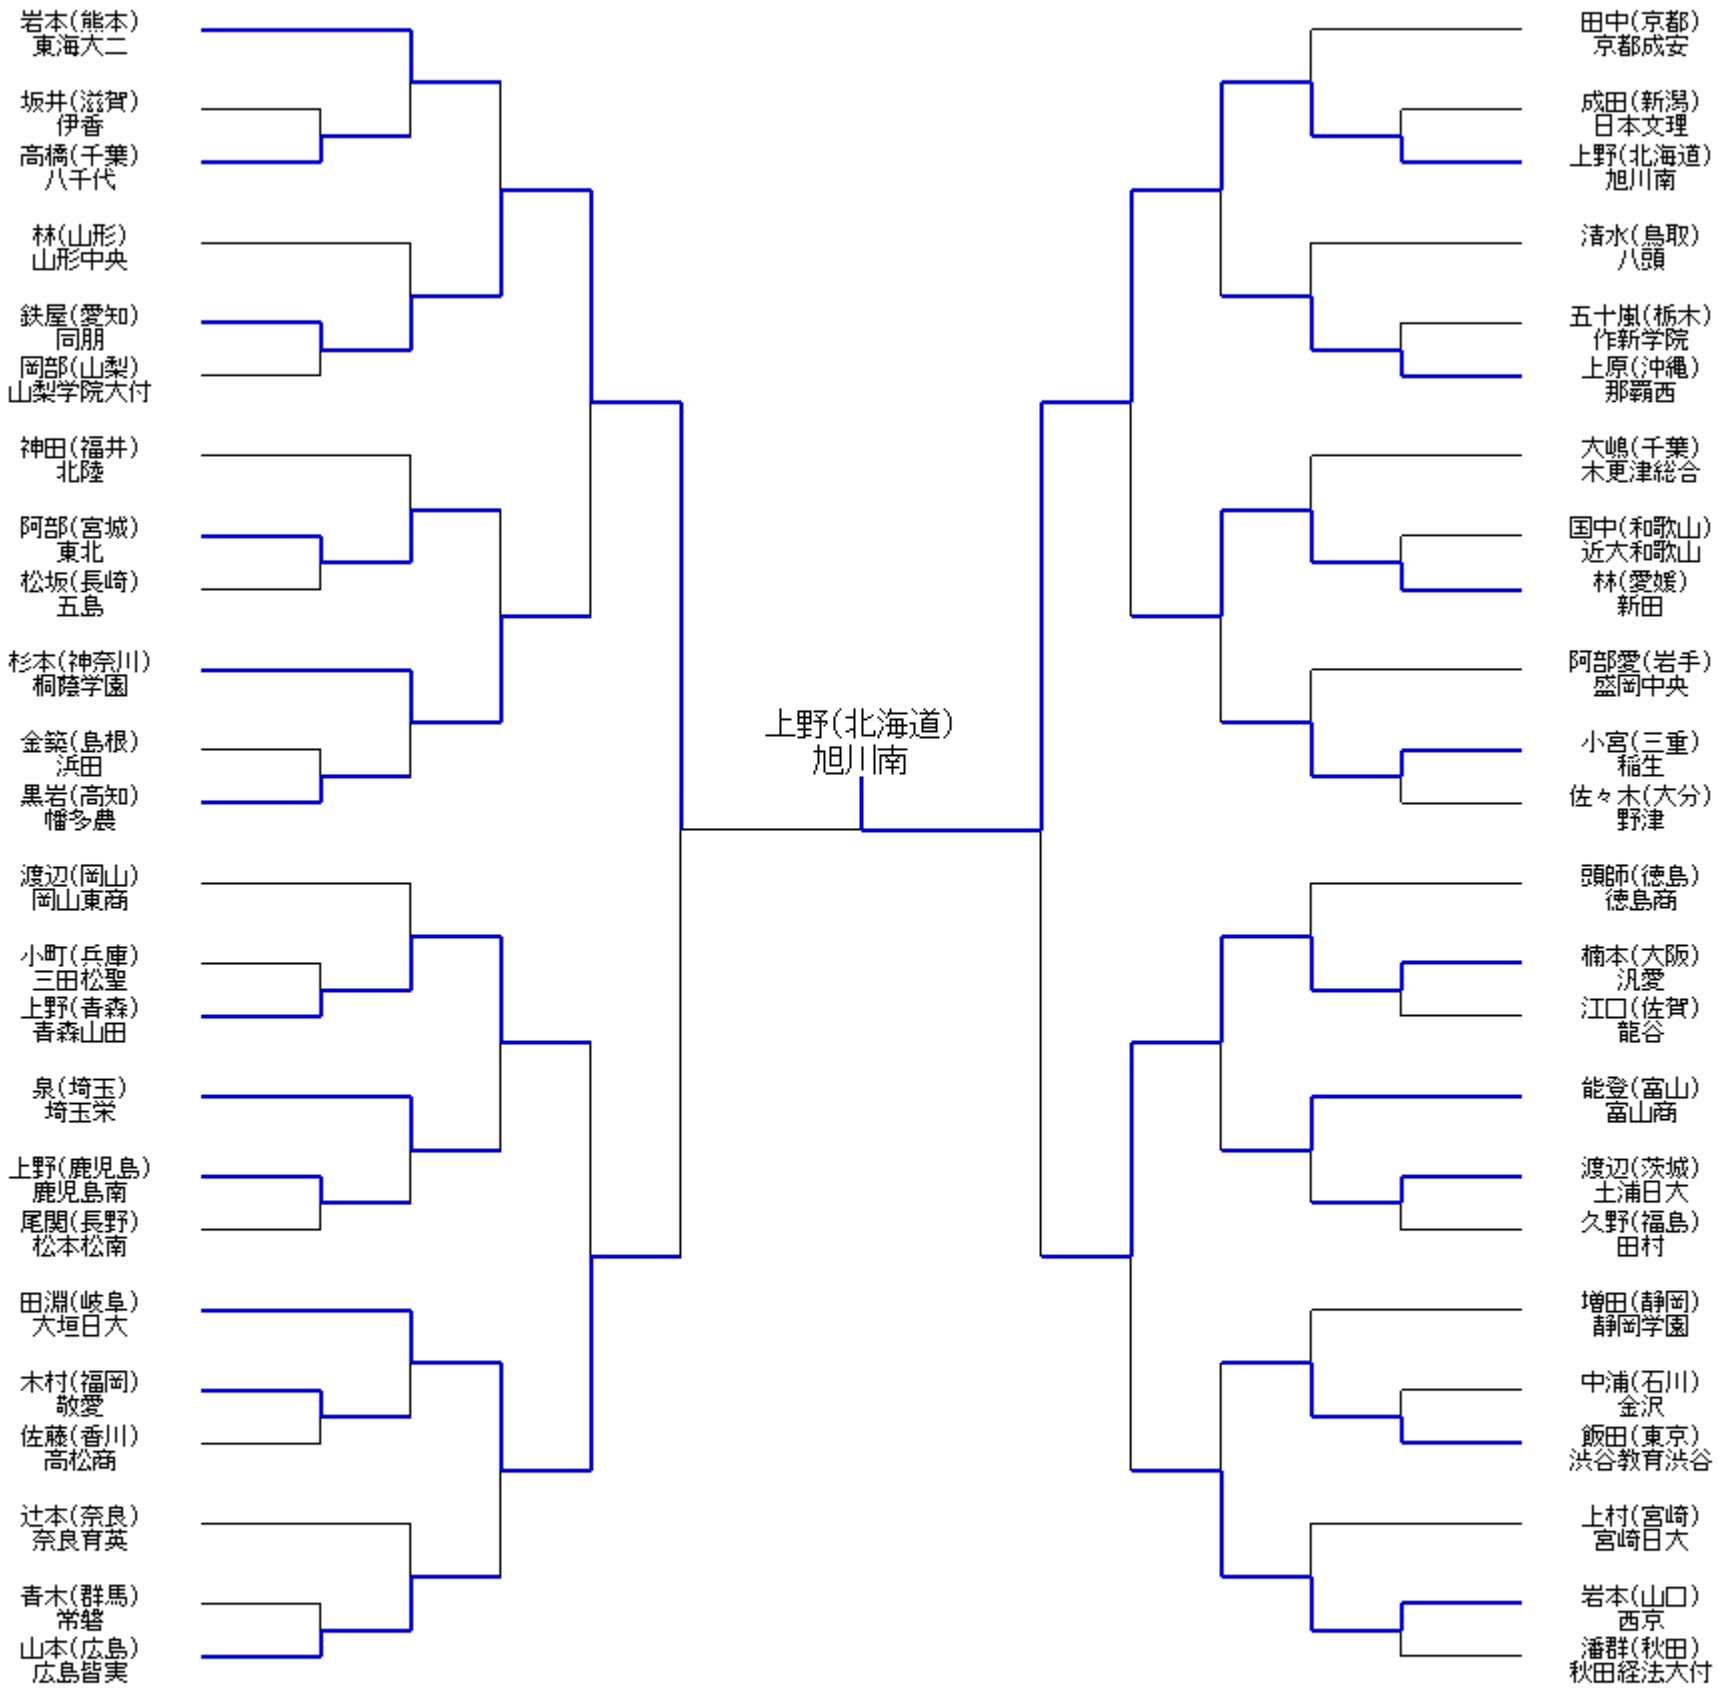 岩本(熊本)
東海大二
坂井(滋賀)
伊香
高橋(千葉)
八千代
林(山形)
山形中央
鉄屋(愛知)
同朋
岡部(山梨)
山梨学院大付
神田(福井)
北陸
阿部(宮城)
東北
松坂(長崎)
五島
杉本(神奈川)
桐蔭学園
金築(島根)
浜田
黒岩(高知)
幡多農
渡辺(岡山)
岡山東商
小町(兵庫)
三田松聖
上野(青森)
青森山田
泉(埼玉)
埼玉栄
上野(鹿児島)
鹿児島南
尾関(長野)
松本松南
田淵(岐阜)
大垣日大
木村(福岡)
敬愛
佐藤(香川)
高松商
辻本(奈良)
奈良育英
青木(群馬)
常磐
山本(広島)
広島皆実
上野(北海道)
旭川南
田中(京都)
京都成安
成田(新潟)
日本文理
上野(北海道)
旭川南
清水(鳥取)
八頭
五十嵐(栃木)
作新学院
上原(沖縄)
那覇西
大嶋(千葉)
木更津総合
国中(和歌山)
近大和歌山
林(愛媛)
新田
阿部愛(岩手)
盛岡中央
小宮(三重)
稲生
佐々木(大分)
野津
頭師(徳島)
徳島商
楠本(大阪)
汎愛
江口(佐賀)
龍谷
能登(富山)
富山商
渡辺(茨城)
土浦日大
久野(福島)
田村
増田(静岡)
静岡学園
中浦(石川)
金沢
飯田(東京)
渋谷教育渋谷
上村(宮崎)
宮崎日大
岩本(山口)
西京
潘群(秋田)
秋田経法大付